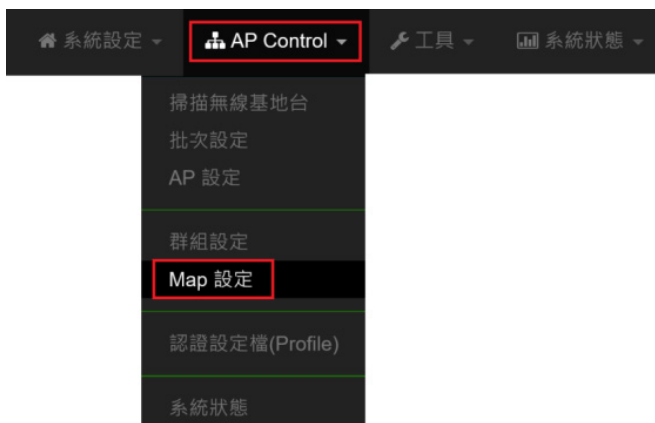 系統設定 AP Control 工具 系統狀態
掃描無線基地台
批次設定
AP 設定
群組設定
Map 設定
認證設定檔(Profile)
系統狀態